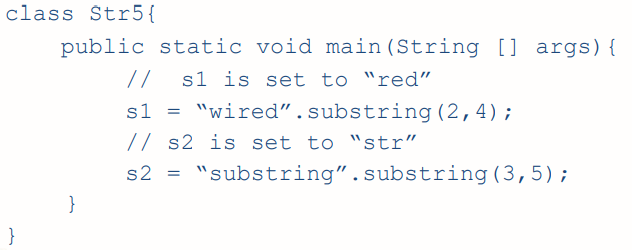 class Str5{
public static void main(String [] args){
// s1 is set to “red”
s1 = “wired”.substring(2,4);
// s2 is set to “str”
s2 = “substring”.substring(3,5);
}
}